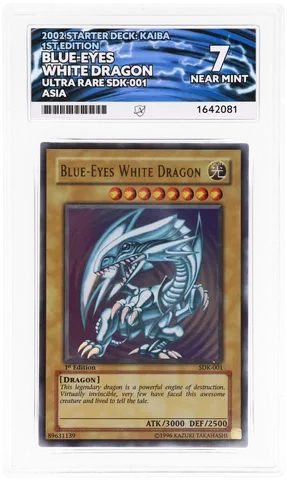 2002 STARTER DECK: KAIBA
1ST EDITION
BLUE-EYES
WHITE DRAGON
ULTRA RARE SDK-001
ASIA
7
NEAR MINT
1642081
BLUE-EYES WHITE DRAGON
光
1st Edition
SDK-001
[DRAGON]
This legendary dragon is a powerful engine of destruction.
Virtually invincible, very few have faced this awesome
creature and lived to tell the tale.
ATK/3000 DEF/2500
89631139
©1996 KAZUKI TAKAHASHI